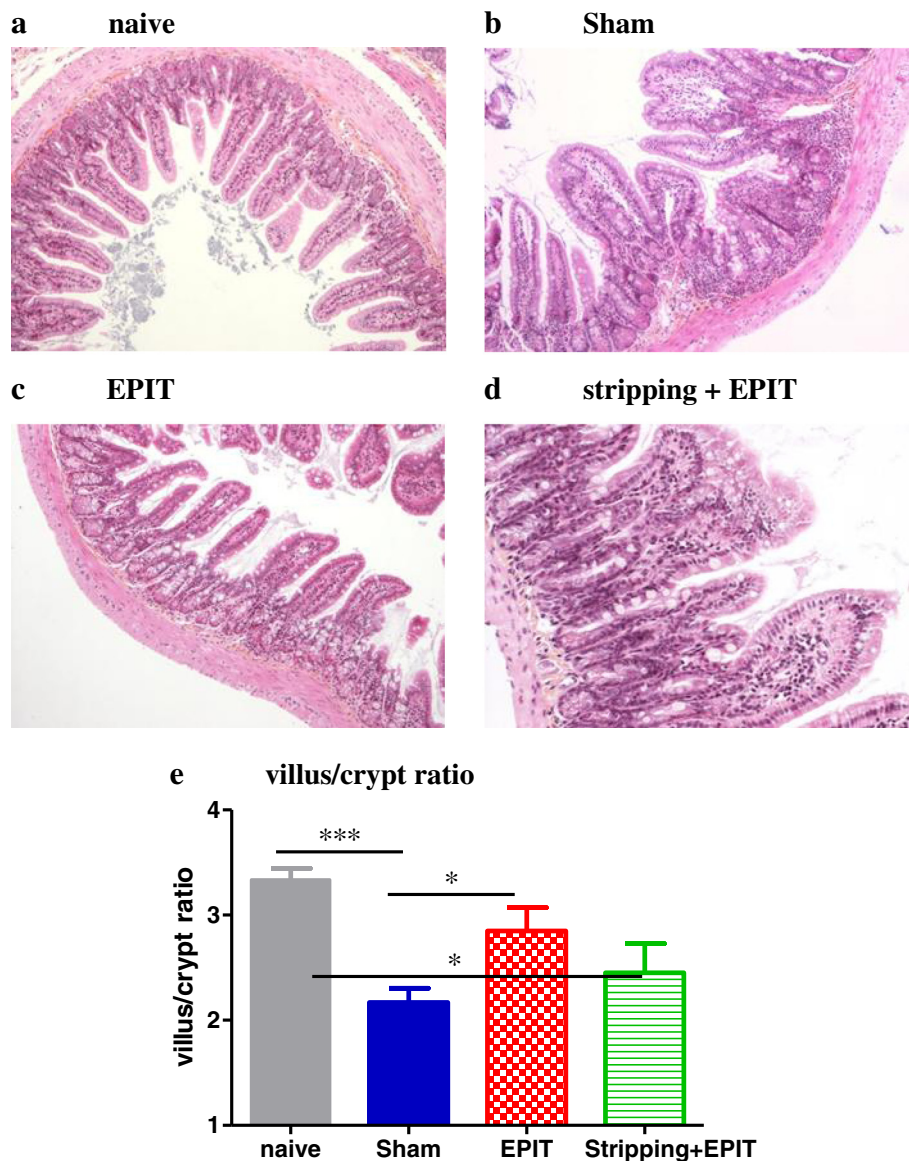 a naive
b Sham
c EPIT
d stripping + EPIT
e villus/crypt ratio
villus/crypt ratio
4
3
2
1
***
*
*
naive Sham EPIT Stripping+EPIT